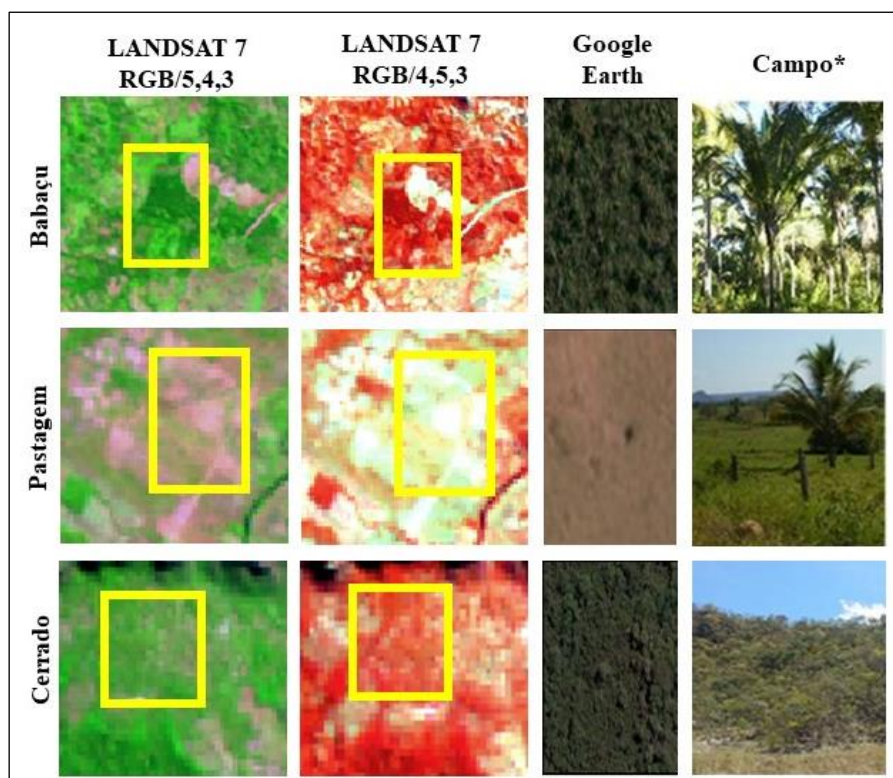 LANDSAT 7
RGB/5,4,3
LANDSAT 7
RGB/4,5,3
Google
Earth
Campo*
Babaçu
Pastagem
Cerrado